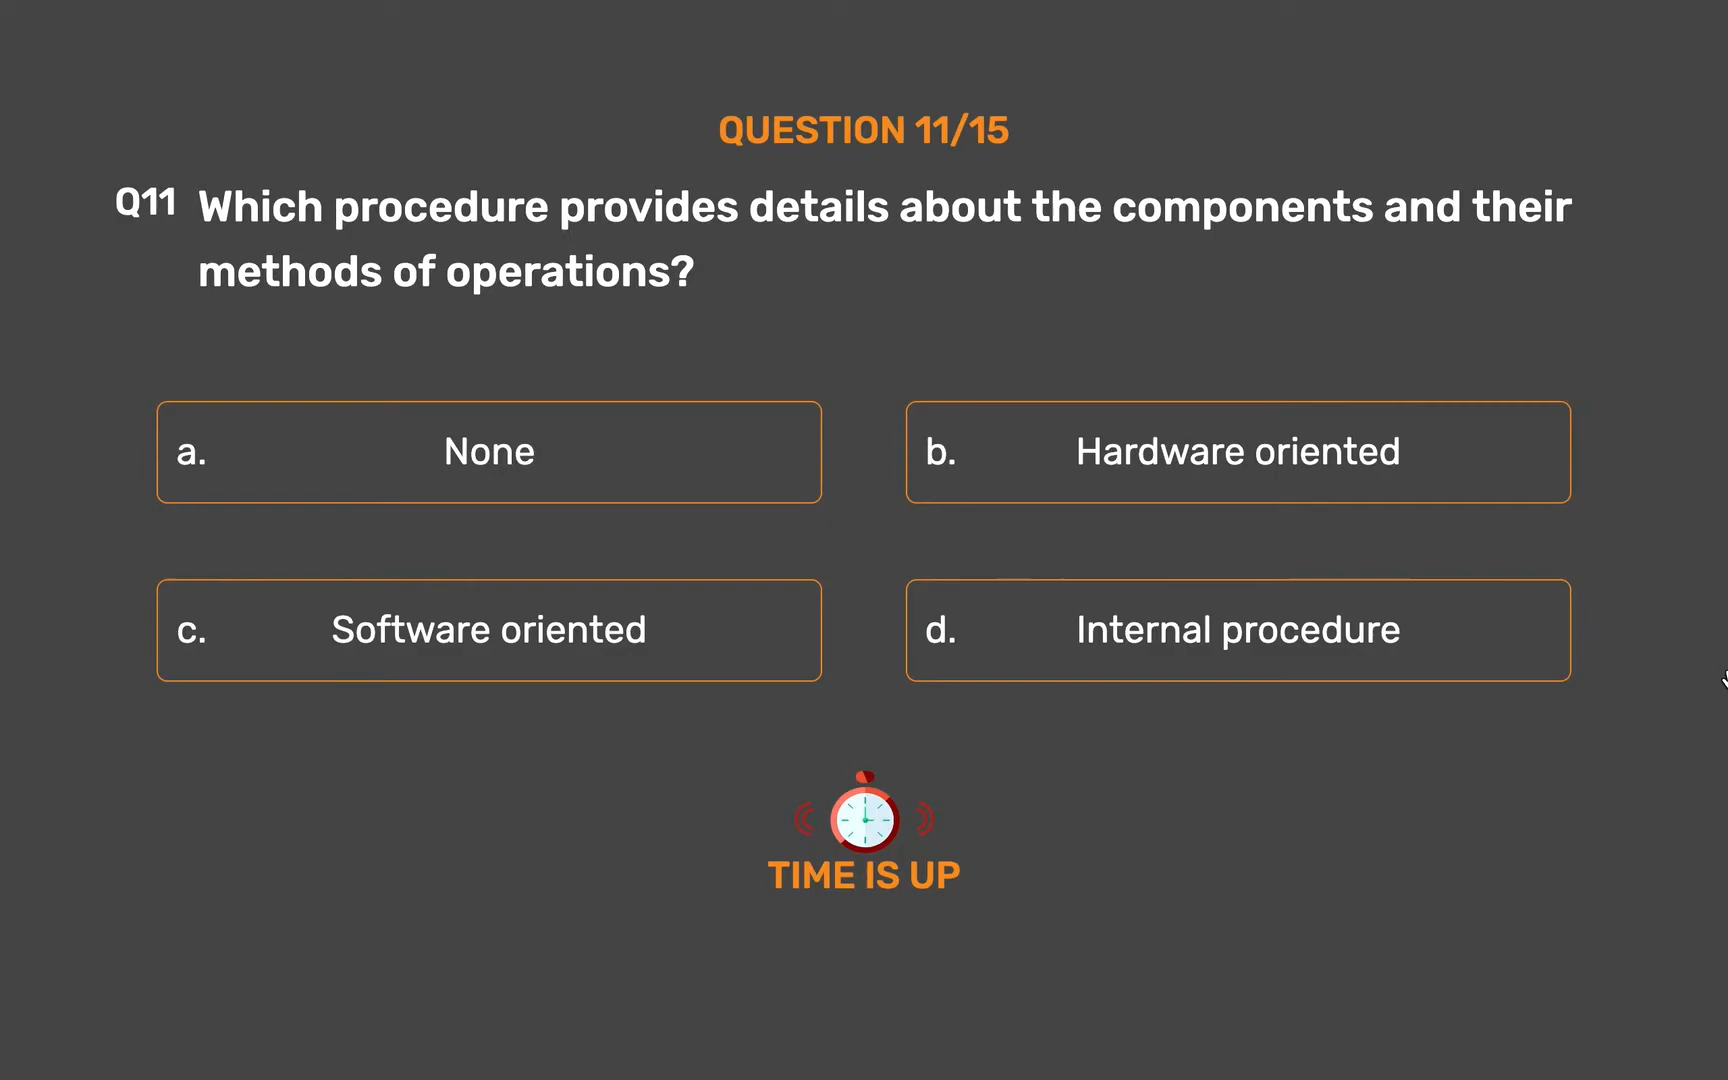 QUESTION 11/15
Q11 Which procedure provides details about the components and their
methods of operations?
a. None
b. Hardware oriented
c. Software oriented
d. Internal procedure
TIME IS UP